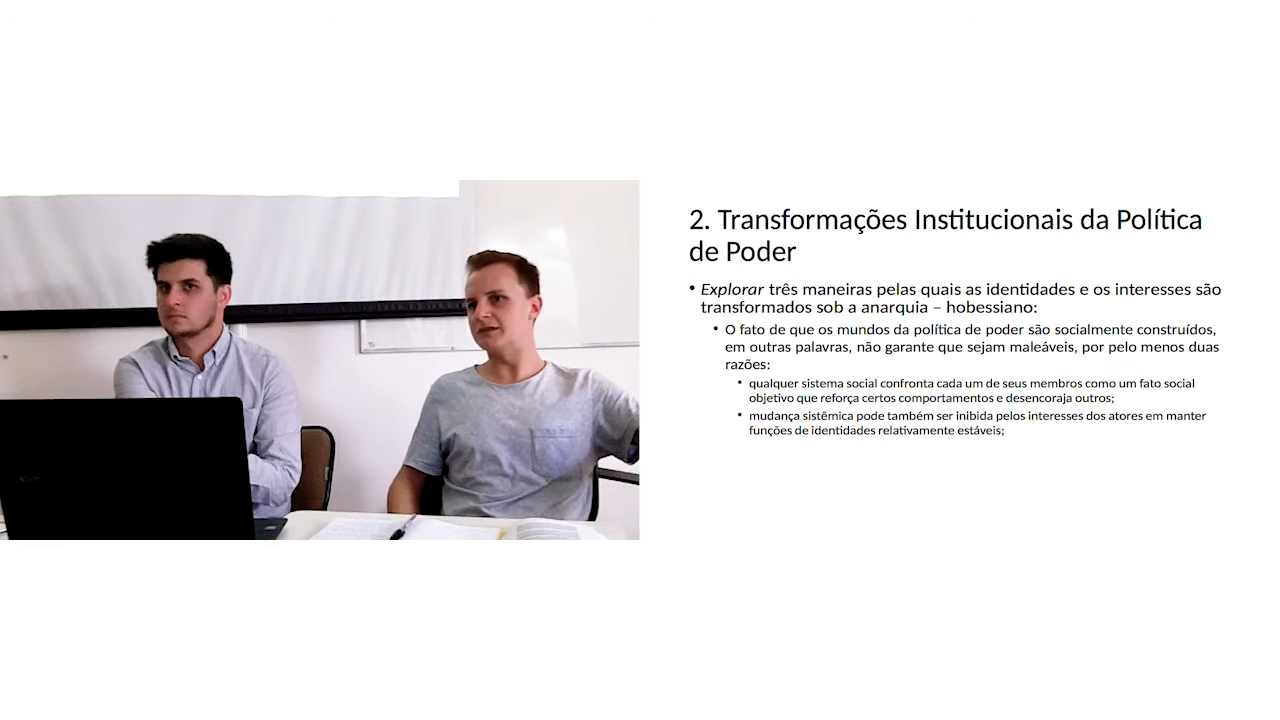 2. Transformações Institucionais da Política
de Poder
• Explorar três maneiras pelas quais as identidades e os interesses são
transformados sob a anarquia – hobessiano:
• O fato de que os mundos da política de poder são socialmente construídos,
em outras palavras, não garante que sejam maleáveis, por pelo menos duas
razões:
• qualquer sistema social confronta cada um de seus membros como um fato social
objetivo que reforça certos comportamentos e desencoraja outros;
• mudança sistêmica pode também ser inibida pelos interesses dos atores em manter
funções de identidades relativamente estáveis;